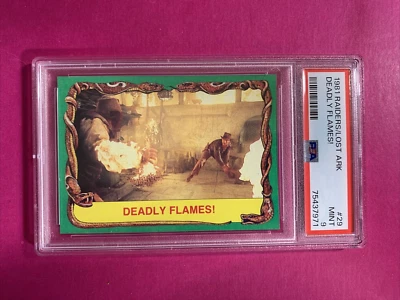 DEADLY FLAMES!
1981 RAIDERS/LOST ARK
DEADLY FLAMES!
#29
MINT
9
PSA
75437971